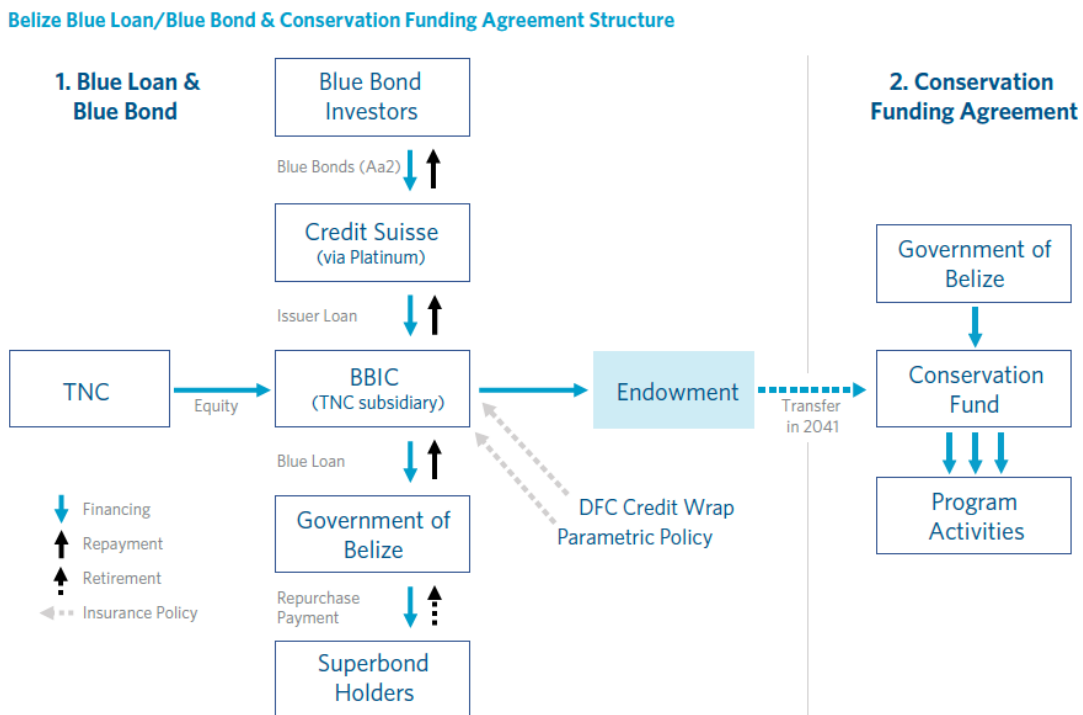 Belize Blue Loan/Blue Bond & Conservation Funding Agreement Structure
1. Blue Loan &
Blue Bond
Blue Bond
Investors
2. Conservation
Funding Agreement
Blue Bonds (Aa2)
Credit Suisse
(via Platinum)
Government of
Belize
Issuer Loan
TNC
Equity
BBIC
(TNC subsidiary)
Endowment
Transfer
in 2041
Conservation
Fund
Blue Loan
Financing
Repayment
Retirement
Insurance Policy
Government of
Belize
DFC Credit Wrap
Parametric Policy
Program
Activities
Repurchase
Payment
Superbond
Holders